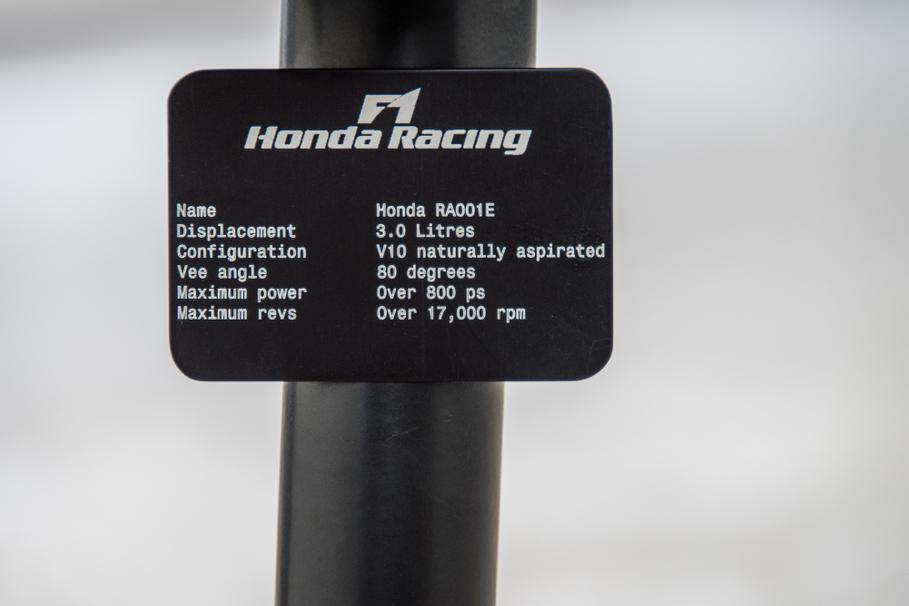 F1
Honda Racing
Name Honda RA001E
Displacement 3.0 Litres
Configuration V10 naturally aspirated
Vee angle 80 degrees
Maximum power Over 800 ps
Maximum revs Over 17,000 rpm